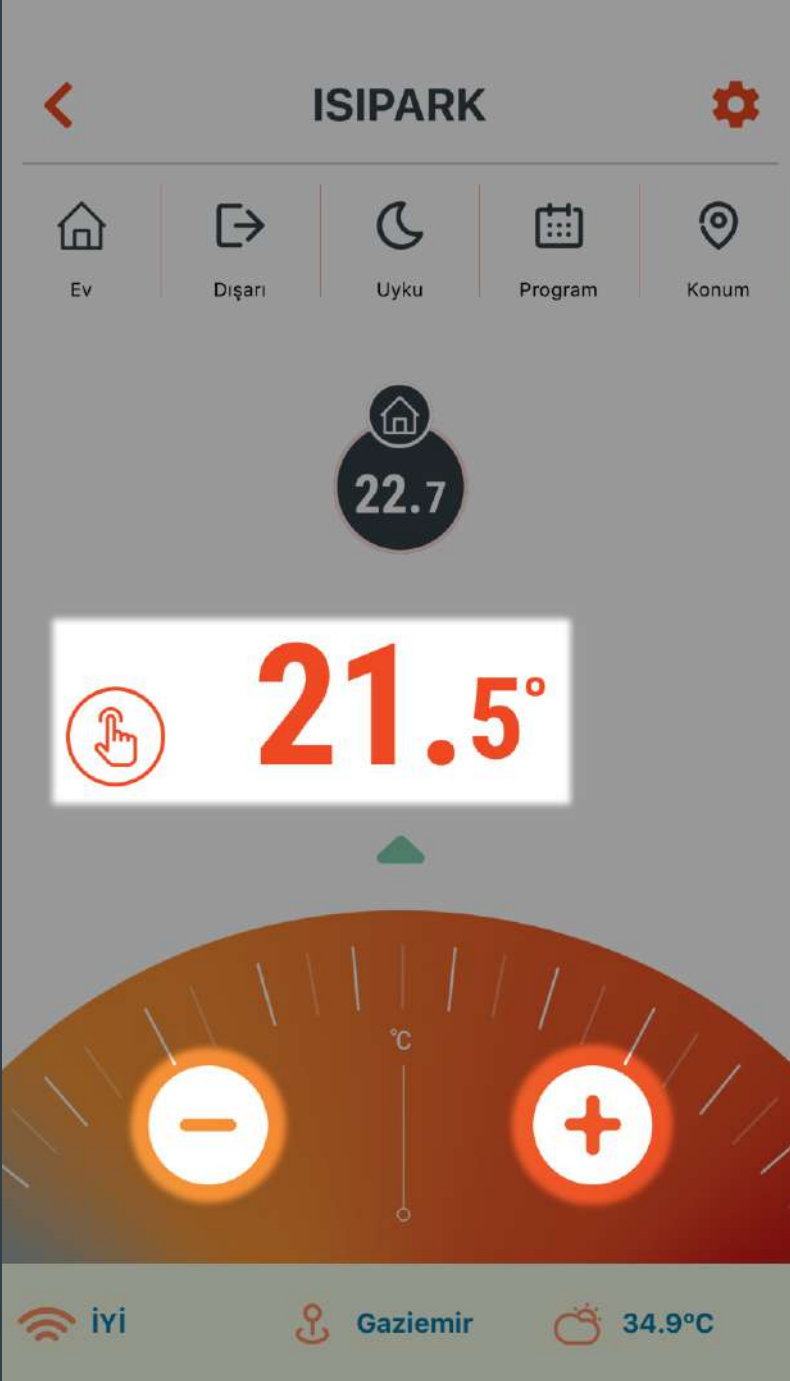 ISIPARK
Ev Dışarı Uyku Program Konum
22.7
21.5°
°C
İYİ Gaziemir 34.9°C